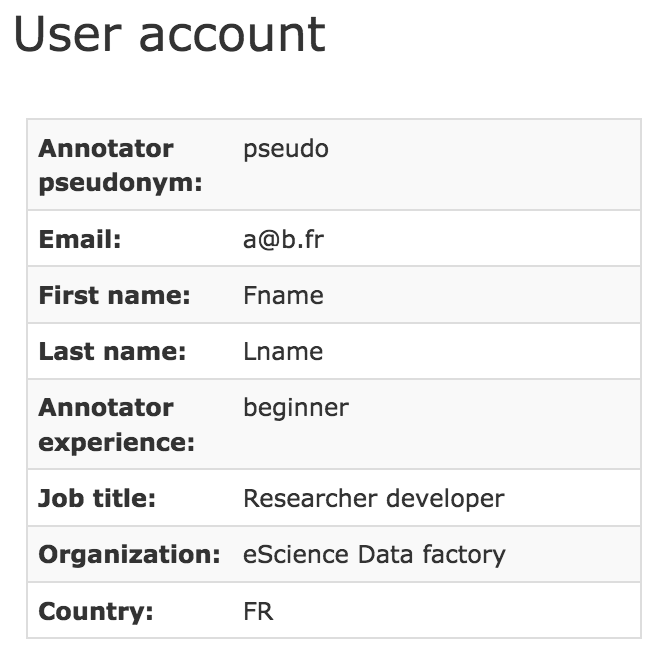 User account
Annotator pseudonym: pseudo
Email: a@b.fr
First name: Fname
Last name: Lname
Annotator experience: beginner
Job title: Researcher developer
Organization: eScience Data factory
Country: FR